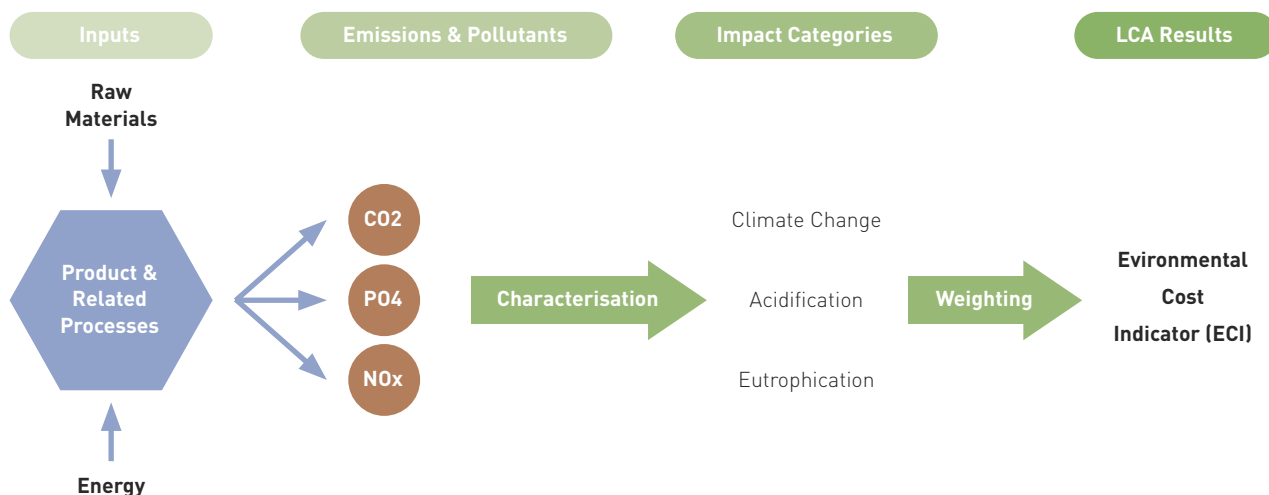 Inputs
Emissions & Pollutants
Impact Categories
LCA Results
Raw
Materials
Product &
Related
Processes
Energy
CO2
PO4
NOx
Characterisation
Climate Change
Acidification
Eutrophication
Weighting
Evironmental
Cost
Indicator (ECI)